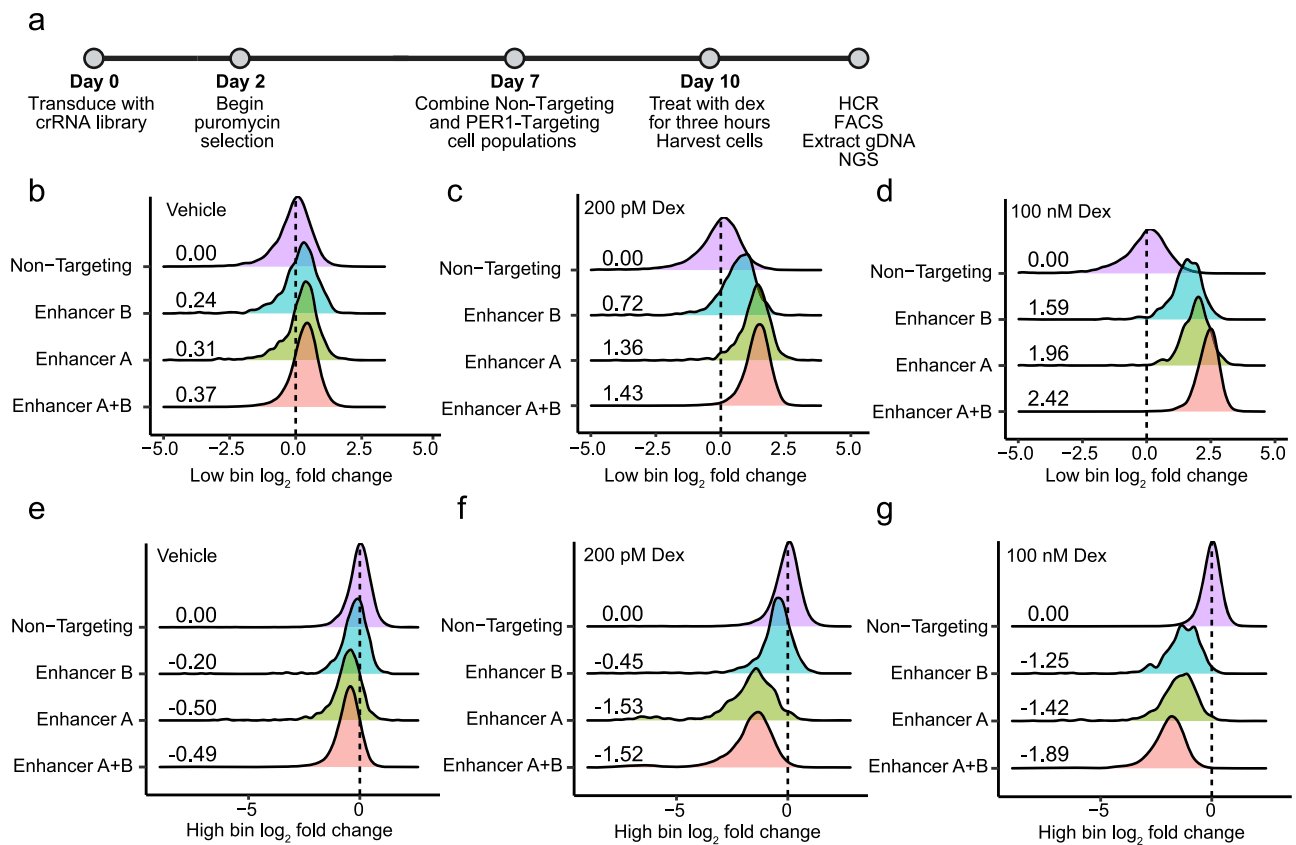 a
Day 0
Transduce with
crRNA library
Day 2
Begin
puromycin
selection
Day 7
Combine Non-Targeting
and PER1-Targeting
cell populations
Day 10
Treat with dex
for three hours
Harvest cells
HCR
FACS
Extract gDNA
NGS
b
Vehicle
0.00
Non−Targeting
0.24
Enhancer B
0.31
Enhancer A
0.37
Enhancer A+B
−5.0 −2.5 0.0 2.5 5.0
Low bin log2 fold change
c
200 pM Dex
0.00
Non−Targeting
0.72
Enhancer B
1.36
Enhancer A
1.43
Enhancer A+B
−5.0 −2.5 0.0 2.5 5.0
Low bin log2 fold change
d
100 nM Dex
0.00
Non−Targeting
1.59
Enhancer B
1.96
Enhancer A
2.42
Enhancer A+B
−5.0 −2.5 0.0 2.5 5.0
Low bin log2 fold change
e
Vehicle
0.00
Non−Targeting
-0.20
Enhancer B
-0.50
Enhancer A
-0.49
Enhancer A+B
−5 0
High bin log2 fold change
f
200 pM Dex
0.00
Non−Targeting
-0.45
Enhancer B
-1.53
Enhancer A
-1.52
Enhancer A+B
−5 0
High bin log2 fold change
g
100 nM Dex
0.00
Non−Targeting
-1.25
Enhancer B
-1.42
Enhancer A
-1.89
Enhancer A+B
−5 0
High bin log2 fold change